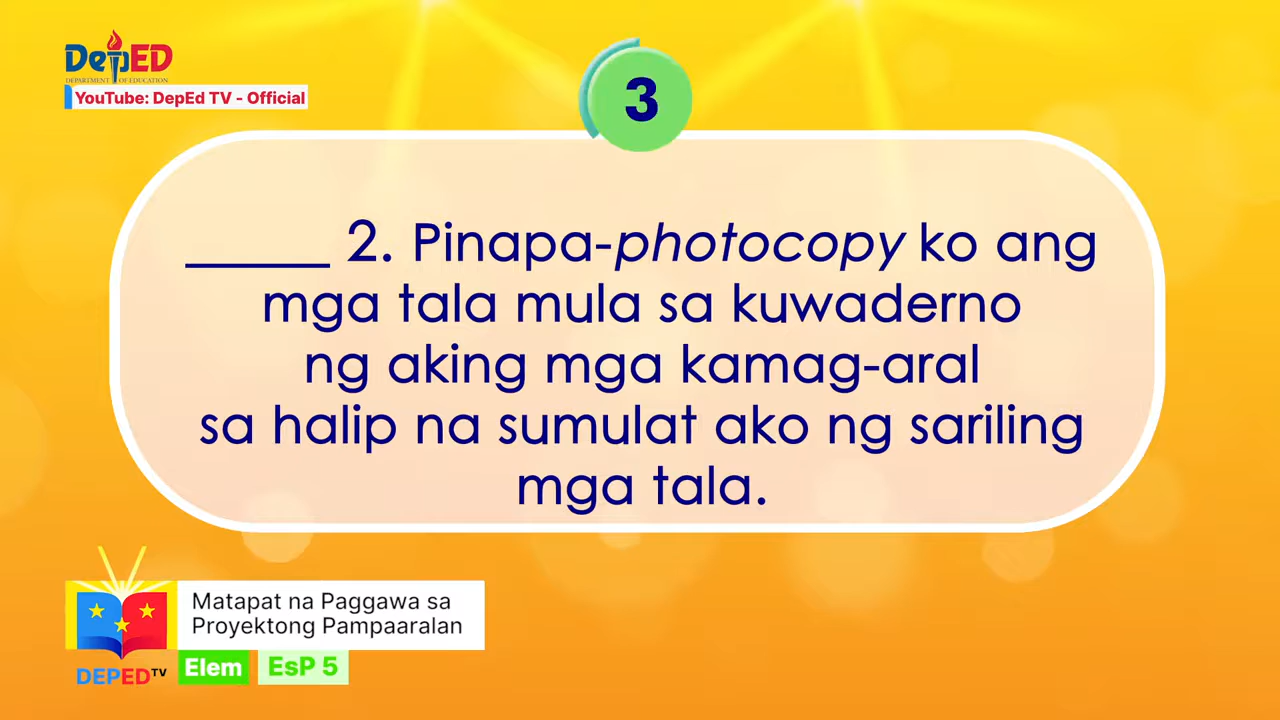 DepED
DEPARTMENT OF EDUCATION
YouTube: DepEd TV - Official
3
_____ 2. Pinapa-photocopy ko ang
mga tala mula sa kuwaderno
ng aking mga kamag-aral
sa halip na sumulat ako ng sariling
mga tala.
Matapat na Paggawa sa
Proyektong Pampaaralan
DEPED TV
Elem EsP 5